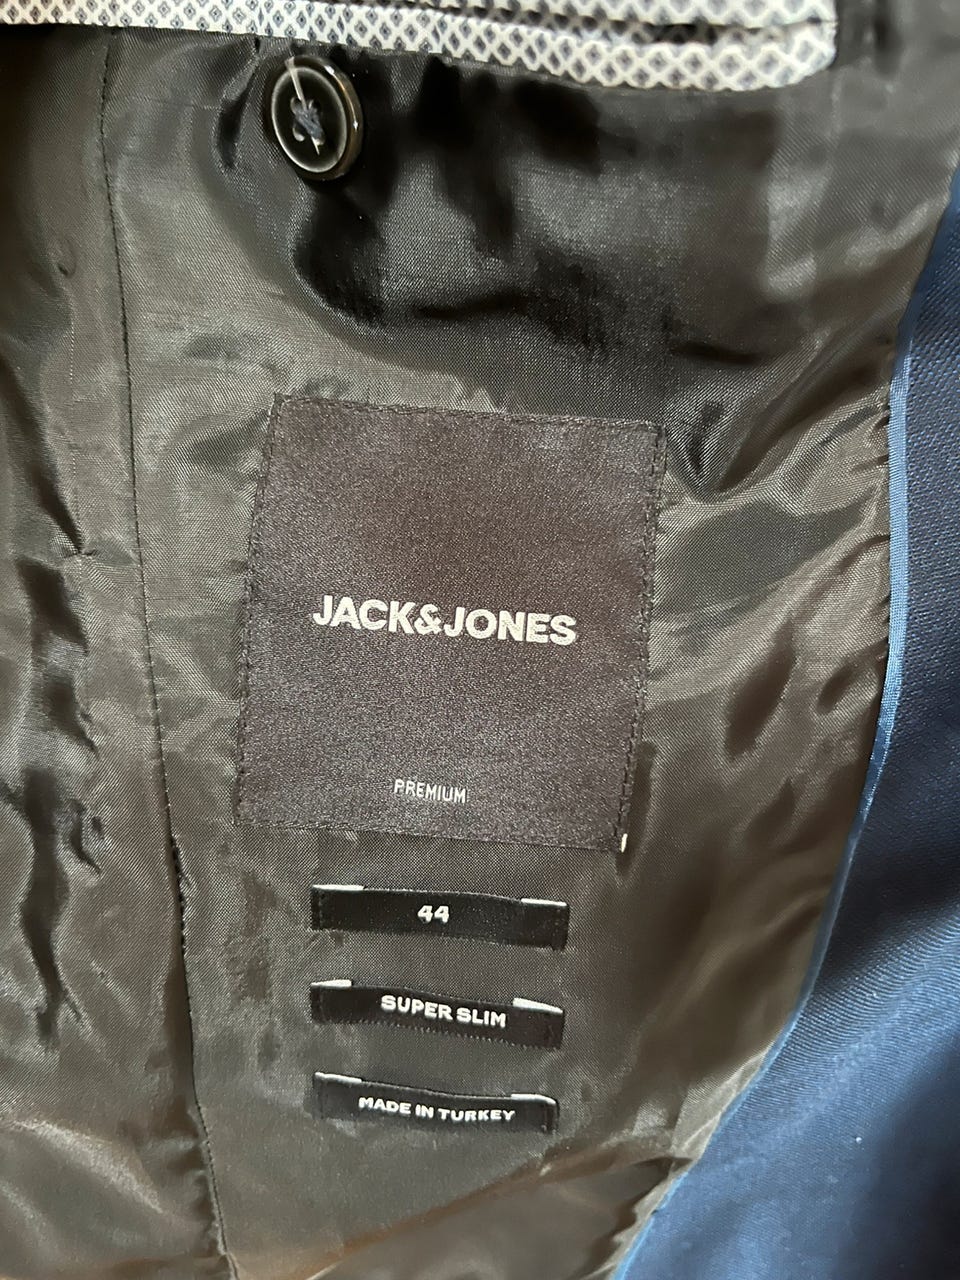 JACK&JONES
PREMIUM
44
SUPER SLIM
MADE IN TURKEY